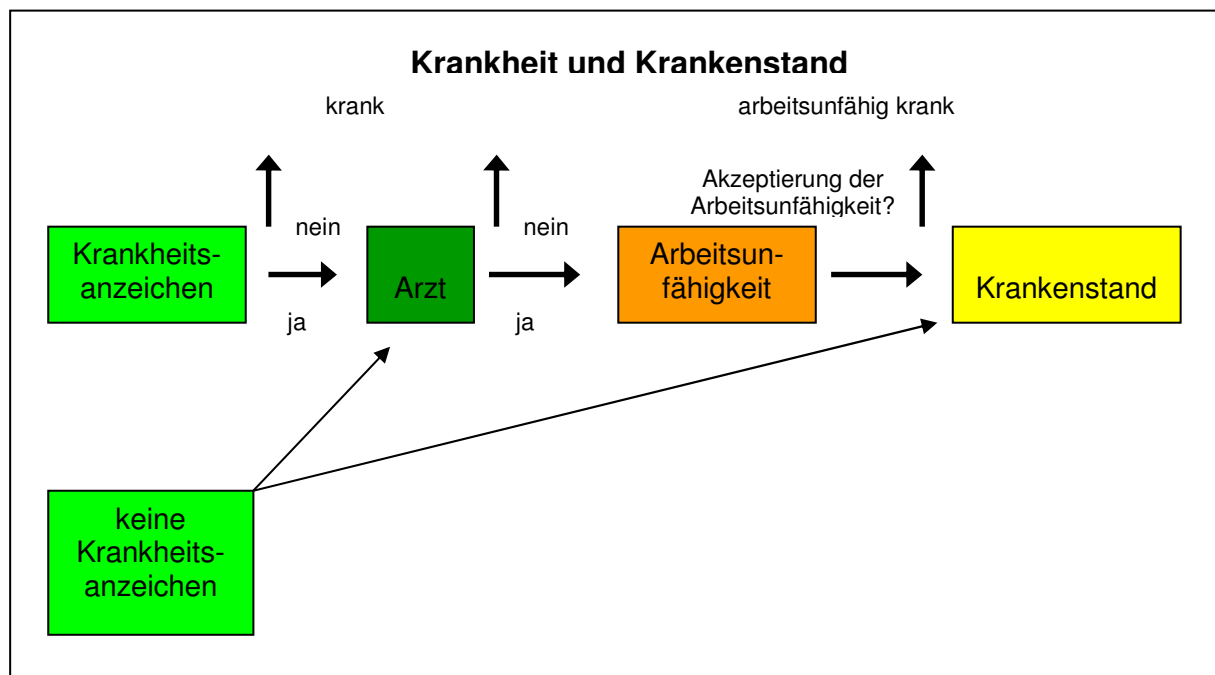 Krankheit und Krankenstand
krank
arbeitsunfähig krank
Akzeptierung der
Arbeitsunfähigkeit?
nein
nein
Krankheits-
anzeichen
Arzt
Arbeitsun-
fähigkeit
Krankenstand
ja
ja
keine
Krankheits-
anzeichen